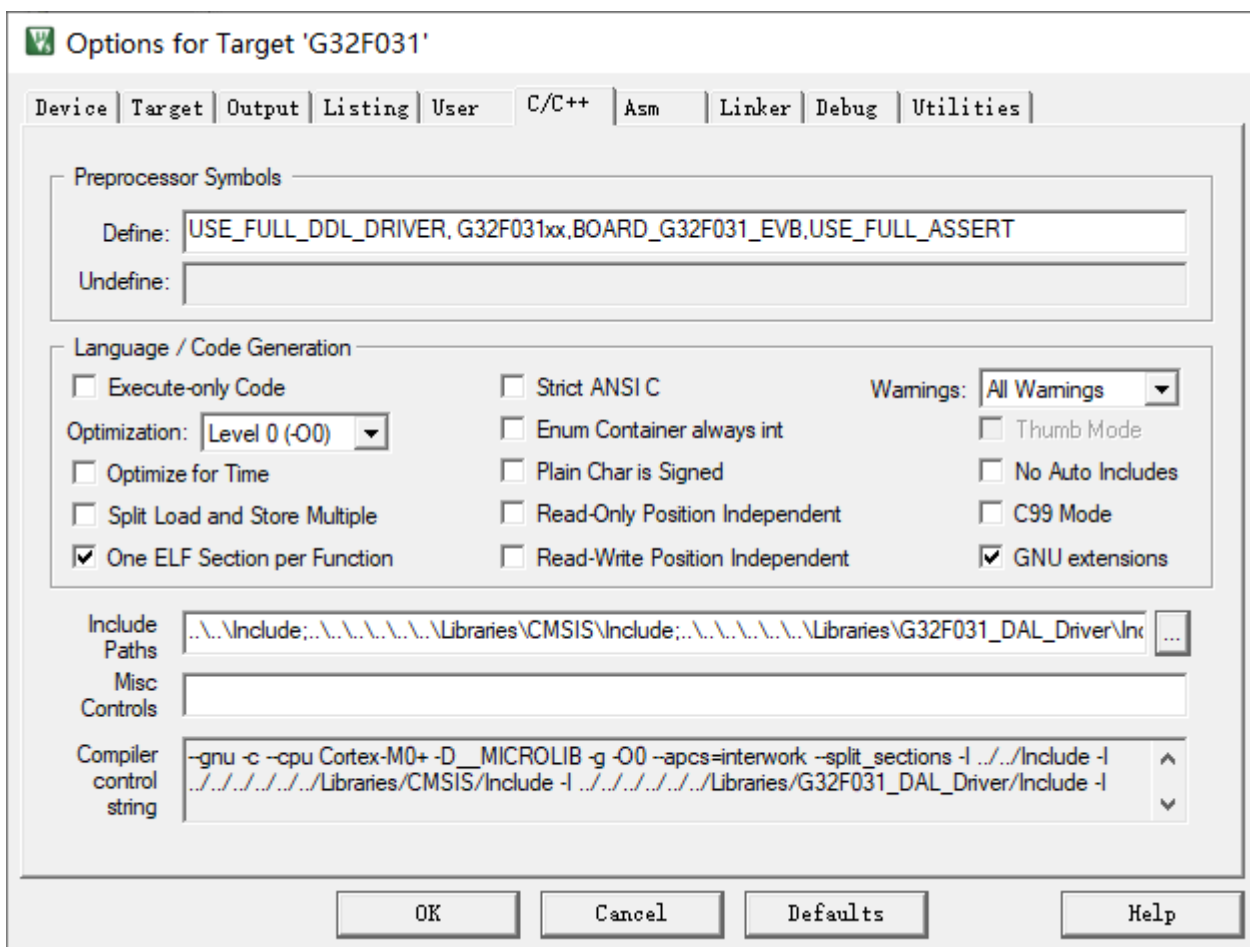 Options for Target 'G32F031'
Device Target Output Listing User C/C++ Asm Linker Debug Utilities
Preprocessor Symbols
Define: USE_FULL_DDL_DRIVER, G32F031xx,BOARD_G32F031_EVB,USE_FULL_ASSERT
Undefine:
Language / Code Generation
Execute-only Code Strict ANSI C Warnings: All Warnings
Optimization: Level 0 (-O0) Enum Container always int Thumb Mode
Optimize for Time Plain Char is Signed No Auto Includes
Split Load and Store Multiple Read-Only Position Independent C99 Mode
One ELF Section per Function Read-Write Position Independent GNU extensions
Include
Paths
..\..\Include;..\..\..\..\..\..\Libraries\CMSIS\Include;..\..\..\..\..\..\Libraries\G32F031_DAL_Driver\Inc
...
Misc
Controls
Compiler
control
string
--gnu -c --cpu Cortex-M0+ -D__MICROLIB -g -O0 --apcs=interwork --split_sections -I ../../Include -I
../../../../../../Libraries/CMSIS/Include -I ../../../../../../Libraries/G32F031_DAL_Driver/Include -I
OK Cancel Defaults Help